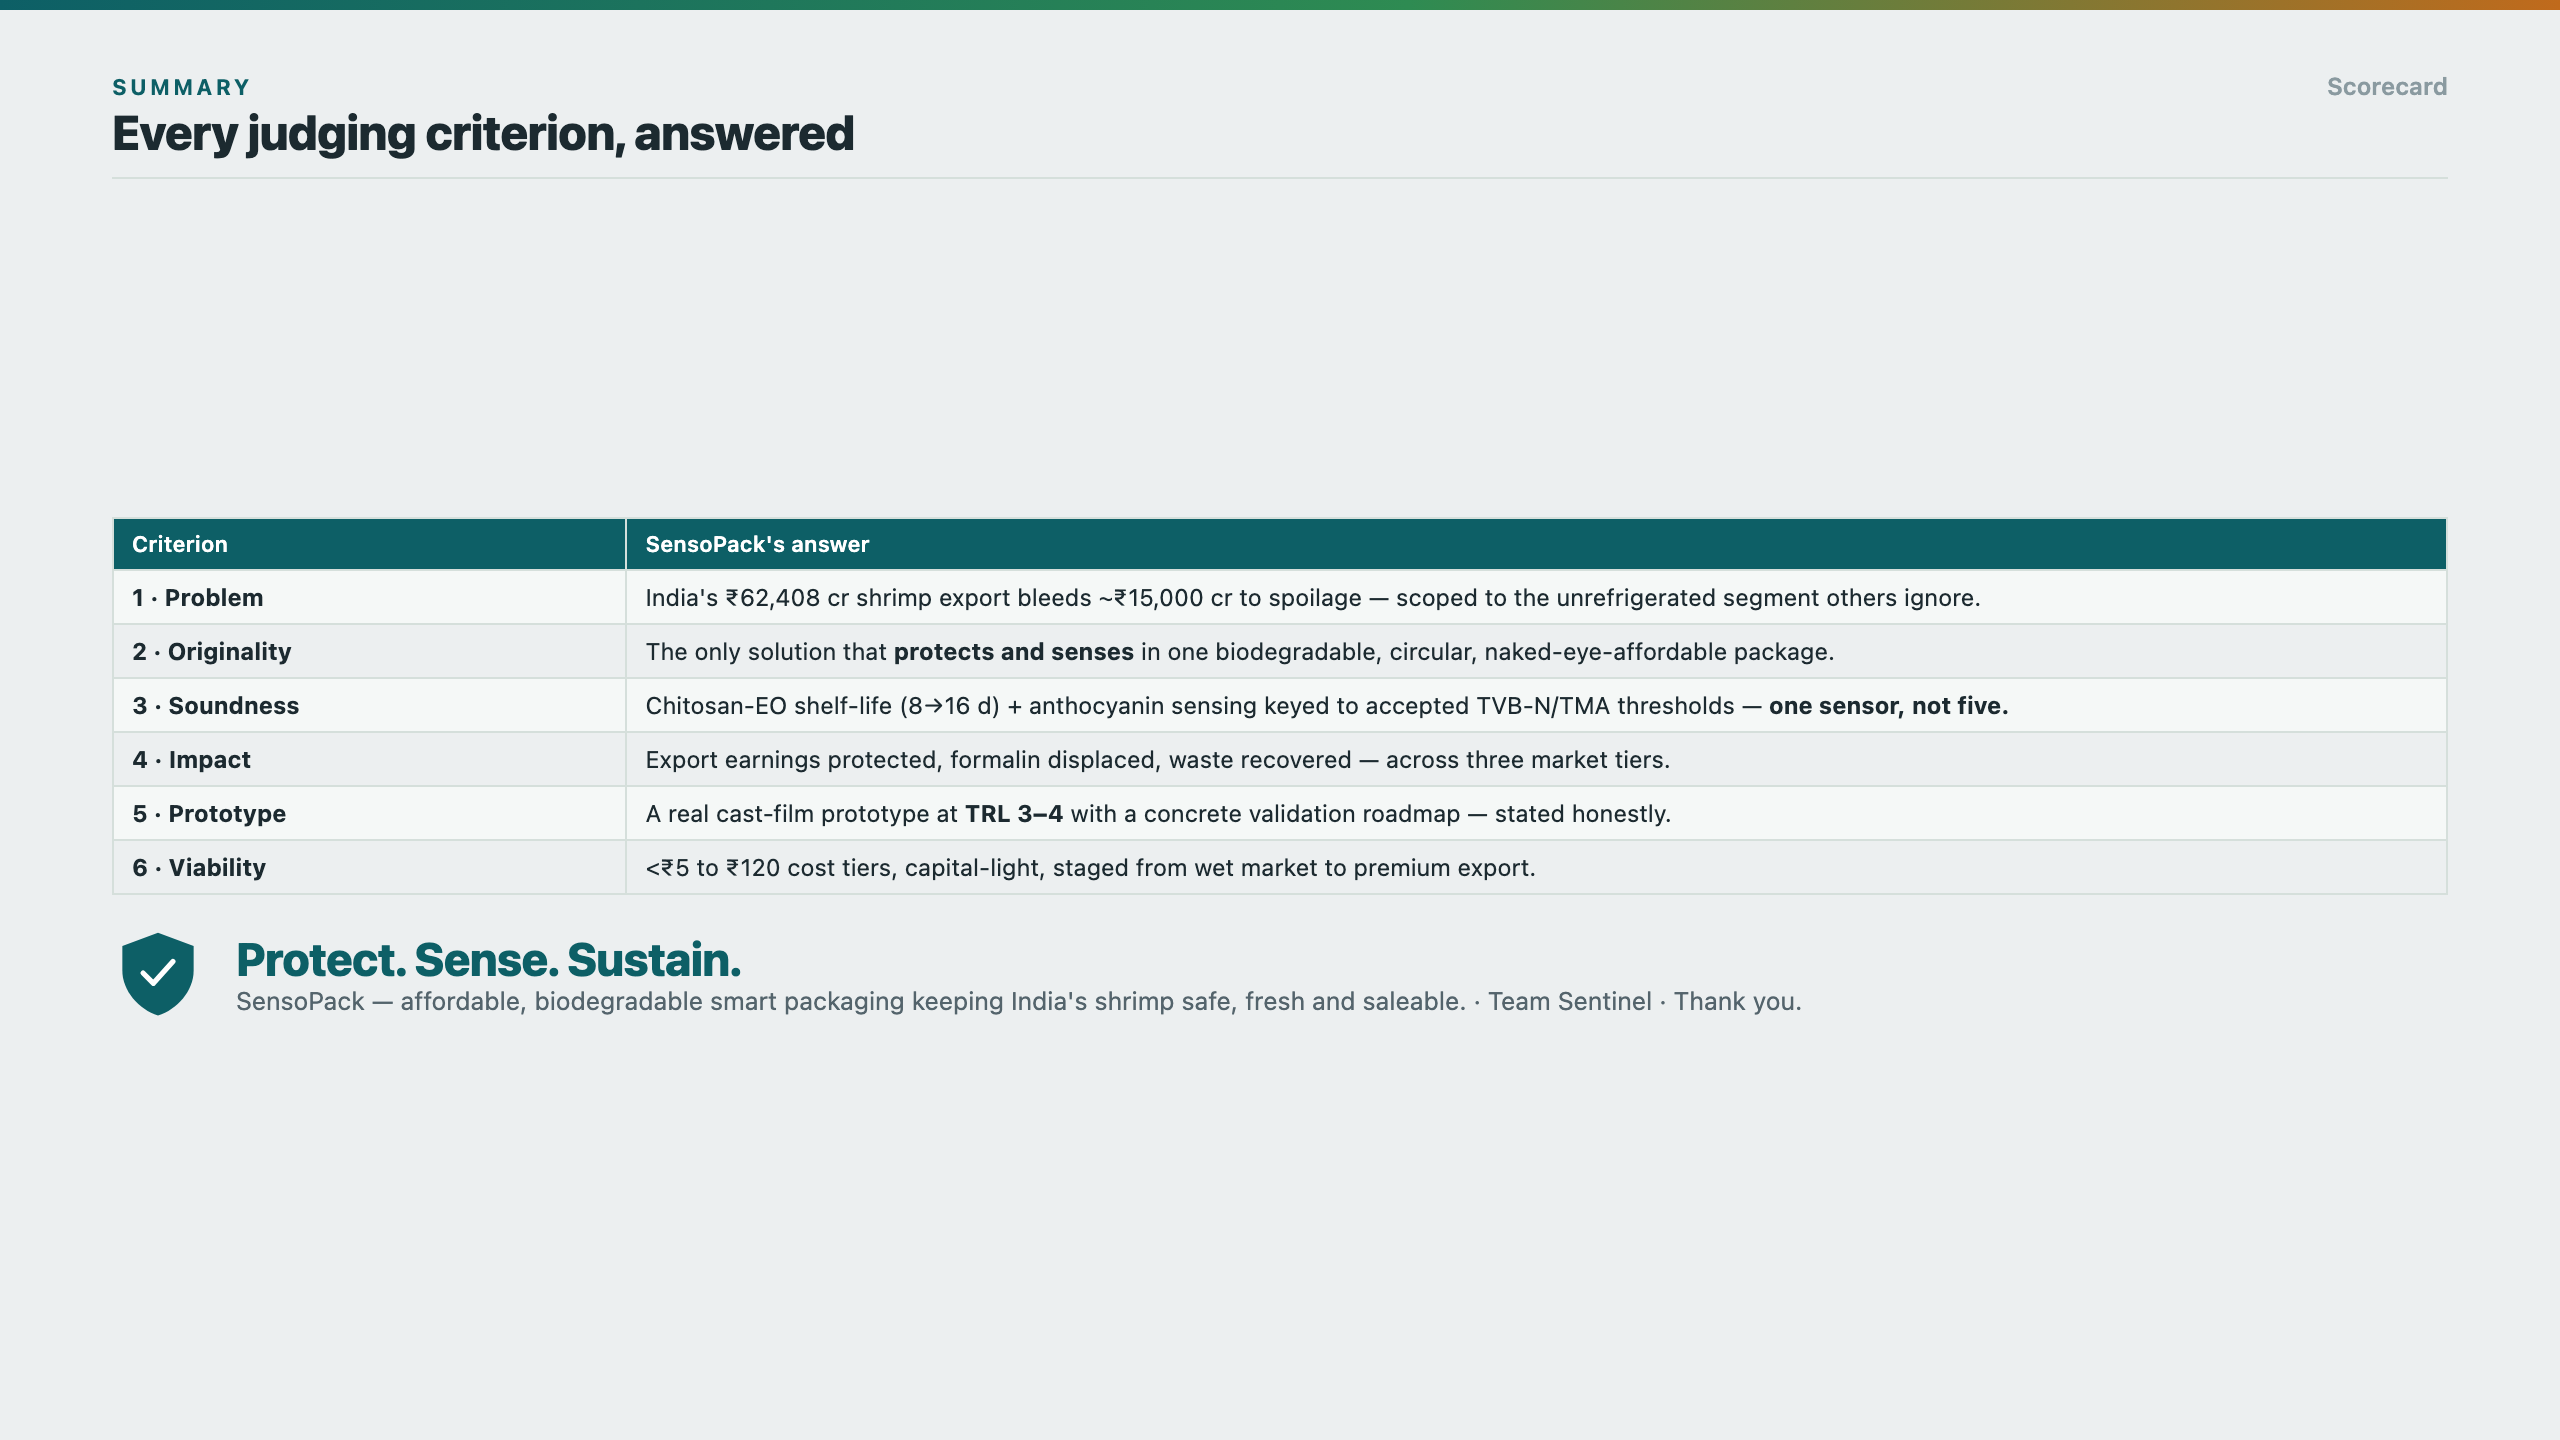 SUMMARY
Scorecard
Every judging criterion, answered
Criterion
SensoPack's answer
1 · Problem
India's ₹62,408 cr shrimp export bleeds ~₹15,000 cr to spoilage — scoped to the unrefrigerated segment others ignore.
2 · Originality
The only solution that protects and senses in one biodegradable, circular, naked-eye-affordable package.
3 · Soundness
Chitosan-EO shelf-life (8→16 d) + anthocyanin sensing keyed to accepted TVB-N/TMA thresholds — one sensor, not five.
4 · Impact
Export earnings protected, formalin displaced, waste recovered — across three market tiers.
5 · Prototype
A real cast-film prototype at TRL 3–4 with a concrete validation roadmap — stated honestly.
6 · Viability
<₹5 to ₹120 cost tiers, capital-light, staged from wet market to premium export.
Protect. Sense. Sustain.
SensoPack — affordable, biodegradable smart packaging keeping India's shrimp safe, fresh and saleable. · Team Sentinel · Thank you.